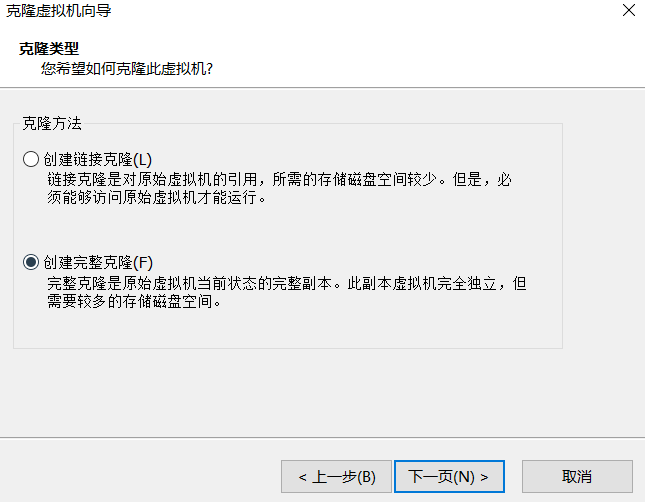 克隆虚拟机向导
克隆类型
您希望如何克隆此虚拟机?
克隆方法
创建链接克隆(L)
链接克隆是对原始虚拟机的引用，所需的存储磁盘空间较少。但是，必
须能够访问原始虚拟机才能运行。
创建完整克隆(F)
完整克隆是原始虚拟机当前状态的完整副本。此副本虚拟机完全独立，但
需要较多的存储磁盘空间。
< 上一步(B) 下一页(N) > 取消